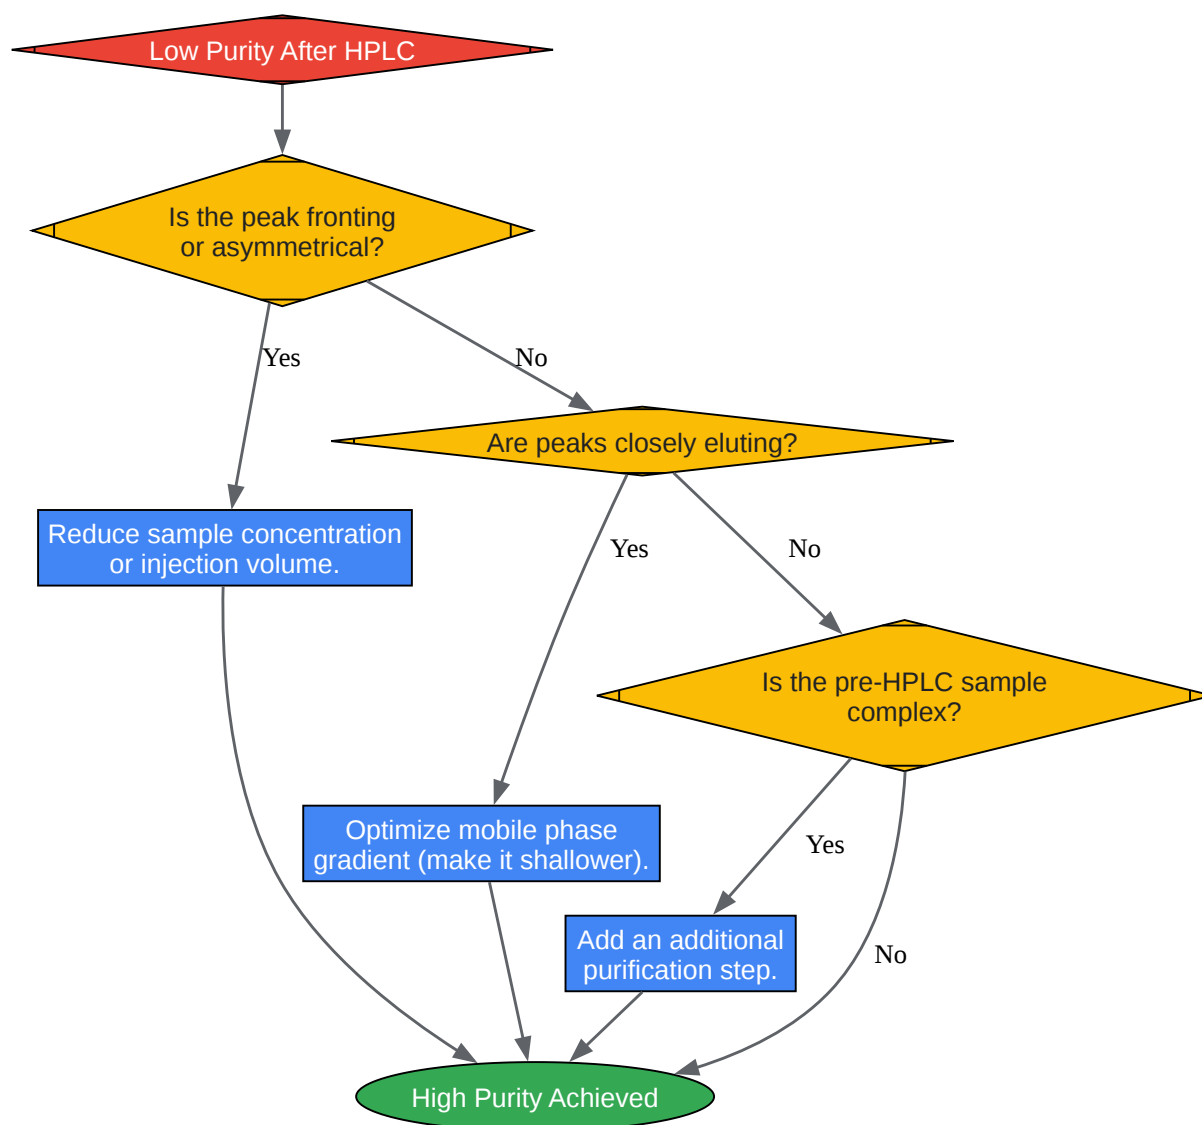 Low Purity After HPLC
Is the peak fronting
or asymmetrical?
Yes
No
Are peaks closely eluting?
Reduce sample concentration
or injection volume.
Yes
No
Is the pre-HPLC sample
complex?
Optimize mobile phase
gradient (make it shallower).
Yes
Add an additional
purification step.
No
High Purity Achieved